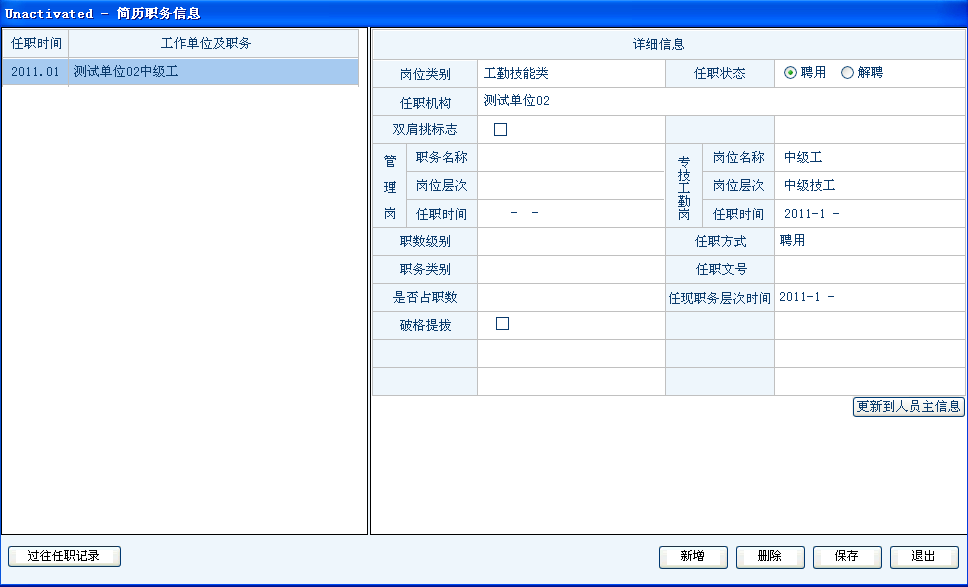 Unactivated - 简历职务信息
任职时间 工作单位及职务
2011.01 测试单位02中级工
详细信息
岗位类别 工勤技能类 任职状态 聘用 解聘
任职机构 测试单位02
双肩挑标志
管理岗 专技工勤岗
职务名称 岗位名称 中级工
岗位层次 岗位层次 中级技工
任职时间 - - 任职时间 2011-1 -
职数级别 任职方式 聘用
职务类别 任职文号
是否占职数 任现职务层次时间 2011-1 -
破格提拔
更新到人员主信息
过往任职记录 新增 删除 保存 退出